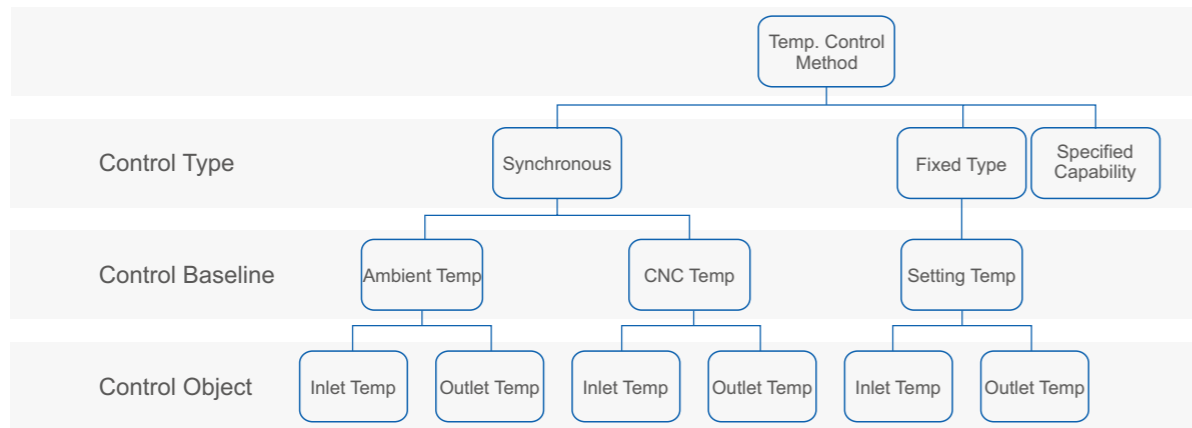 Temp. Control
Method
Control Type
Synchronous
Fixed Type
Specified
Capability
Control Baseline
Ambient Temp
CNC Temp
Setting Temp
Control Object
Inlet Temp
Outlet Temp
Inlet Temp
Outlet Temp
Inlet Temp
Outlet Temp